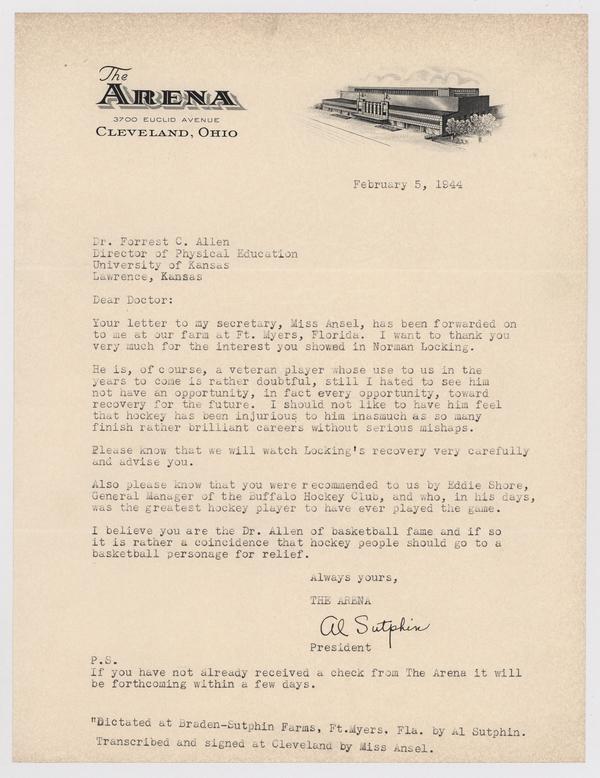 The
ARENA
3700 EUCLID AVENUE
CLEVELAND, OHIO
February 5, 1944
Dr. Forrest C. Allen
Director of Physical Education
University of Kansas
Lawrence, Kansas
Dear Doctor:
Your letter to my secretary, Miss Ansel, has been forwarded on
to me at our farm at Ft. Myers, Florida. I want to thank you
very much for the interest you showed in Norman Locking.
He is, of course, a veteran player whose use to us in the
years to come is rather doubtful, still I hated to see him
not have an opportunity, in fact every opportunity, toward
recovery for the future. I should not like to have him feel
that hockey has been injurious to him inasmuch as so many
finish rather brilliant careers without serious mishaps.
Please know that we will watch Locking's recovery very carefully
and advise you.
Also please know that you were recommended to us by Eddie Shore,
General Manager of the Buffalo Hockey Club, and who, in his days,
was the greatest hockey player to have ever played the game.
I believe you are the Dr. Allen of basketball fame and if so
it is rather a coincidence that hockey people should go to a
basketball personage for relief.
Always yours,
THE ARENA
Al Sutphin
President
P.S.
If you have not already received a check from The Arena it will
be forthcoming within a few days.
"Dictated at Braden-Sutphin Farms, Ft.Myers. Fla. by Al Sutphin.
Transcribed and signed at Cleveland by Miss Ansel.